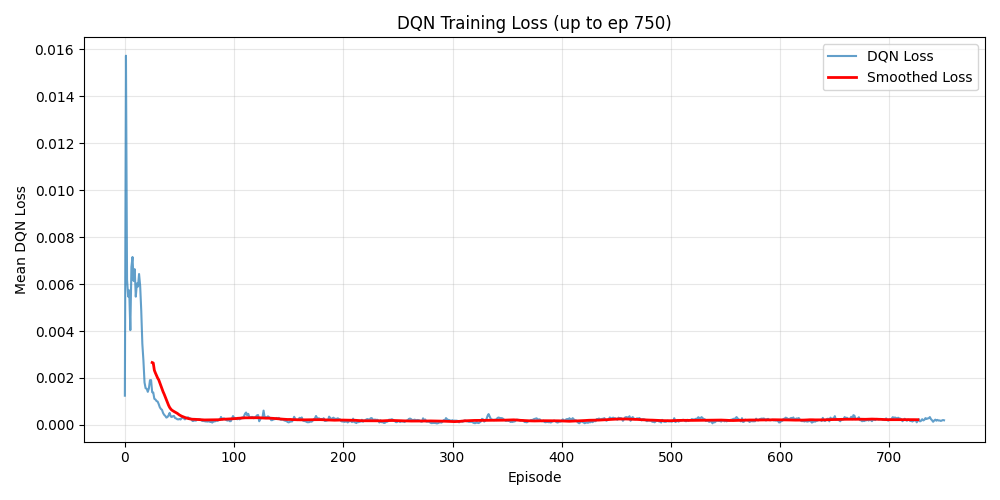 DQN Training Loss (up to ep 750)
DQN Loss
Smoothed Loss
Mean DQN Loss
0.016
0.014
0.012
0.010
0.008
0.006
0.004
0.002
0.000
0 100 200 300 400 500 600 700
Episode